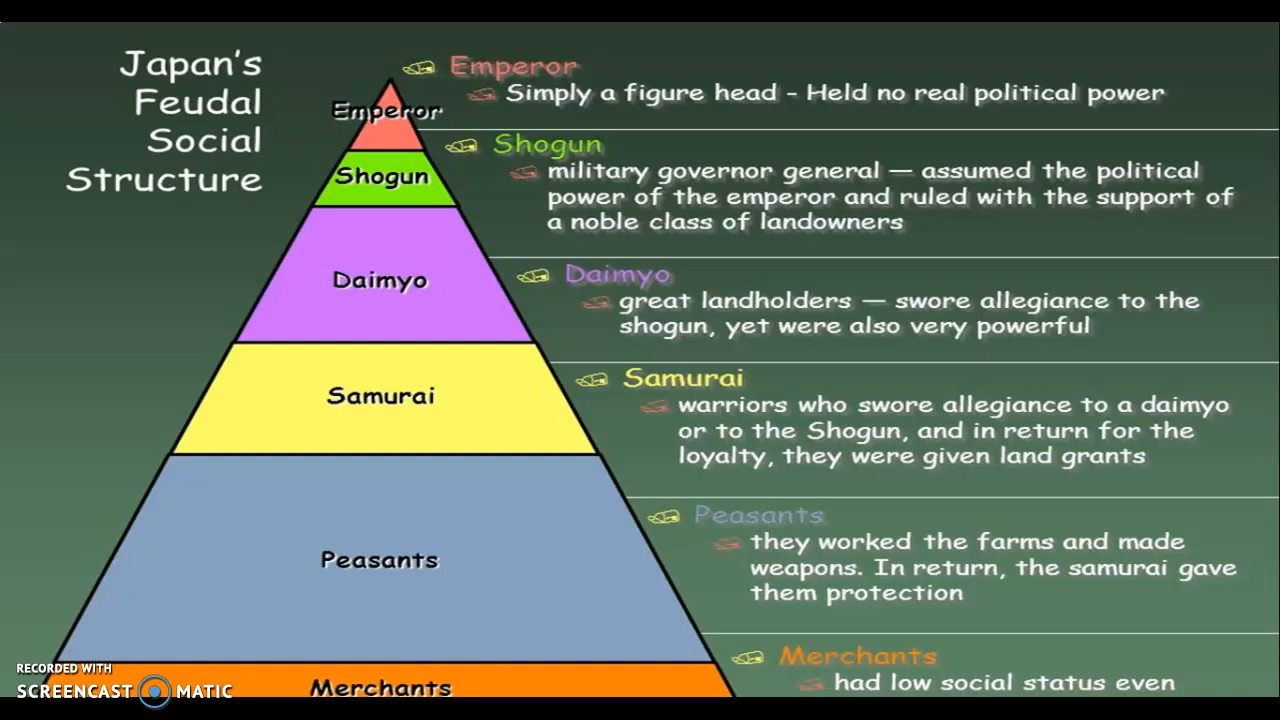 Japan's
Feudal
Social
Structure
Emperor
Simply a figure head - Held no real political power
Emperor
Shogun
military governor general — assumed the political
power of the emperor and ruled with the support of
a noble class of landowners
Shogun
Daimyo
great landholders — swore allegiance to the
shogun, yet were also very powerful
Daimyo
Samurai
warriors who swore allegiance to a daimyo
or to the Shogun, and in return for the
loyalty, they were given land grants
Samurai
Peasants
they worked the farms and made
weapons. In return, the samurai gave
them protection
Peasants
Merchants
had low social status even
Merchants
RECORDED WITH
SCREENCAST MATIC